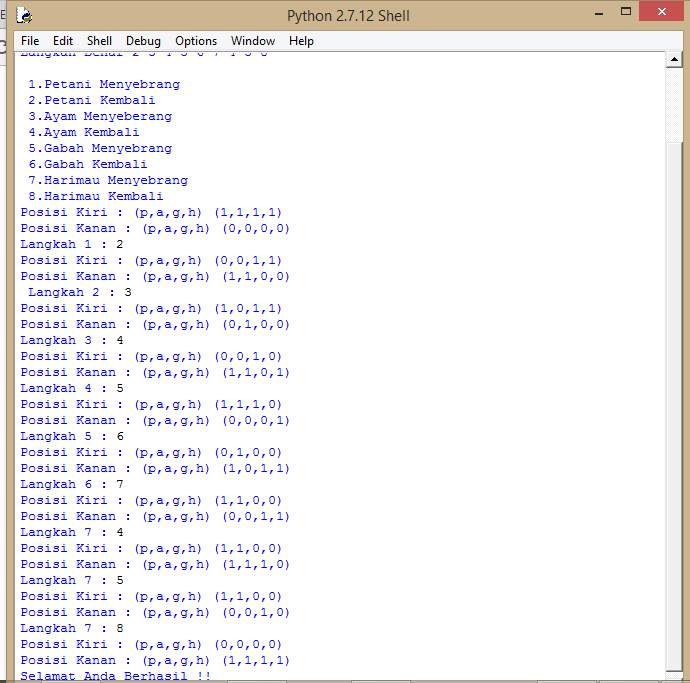 Python 2.7.12 Shell
File Edit Shell Debug Options Window Help
1.Petani Menyebrang
2.Petani Kembali
3.Ayam Menyeberang
4.Ayam Kembali
5.Gabah Menyebrang
6.Gabah Kembali
7.Harimau Menyebrang
8.Harimau Kembali
Posisi Kiri : (p,a,g,h) (1,1,1,1)
Posisi Kanan : (p,a,g,h) (0,0,0,0)
Langkah 1 : 2
Posisi Kiri : (p,a,g,h) (0,0,1,1)
Posisi Kanan : (p,a,g,h) (1,1,0,0)
Langkah 2 : 3
Posisi Kiri : (p,a,g,h) (1,0,1,1)
Posisi Kanan : (p,a,g,h) (0,1,0,0)
Langkah 3 : 4
Posisi Kiri : (p,a,g,h) (0,0,1,0)
Posisi Kanan : (p,a,g,h) (1,1,0,1)
Langkah 4 : 5
Posisi Kiri : (p,a,g,h) (1,1,1,0)
Posisi Kanan : (p,a,g,h) (0,0,0,1)
Langkah 5 : 6
Posisi Kiri : (p,a,g,h) (0,1,0,0)
Posisi Kanan : (p,a,g,h) (1,0,1,1)
Langkah 6 : 7
Posisi Kiri : (p,a,g,h) (1,1,0,0)
Posisi Kanan : (p,a,g,h) (0,0,1,1)
Langkah 7 : 4
Posisi Kiri : (p,a,g,h) (1,1,0,0)
Posisi Kanan : (p,a,g,h) (1,1,1,0)
Langkah 7 : 5
Posisi Kiri : (p,a,g,h) (1,1,0,0)
Posisi Kanan : (p,a,g,h) (0,0,1,0)
Langkah 7 : 8
Posisi Kiri : (p,a,g,h) (0,0,0,0)
Posisi Kanan : (p,a,g,h) (1,1,1,1)
Selamat Anda Berhasil !!